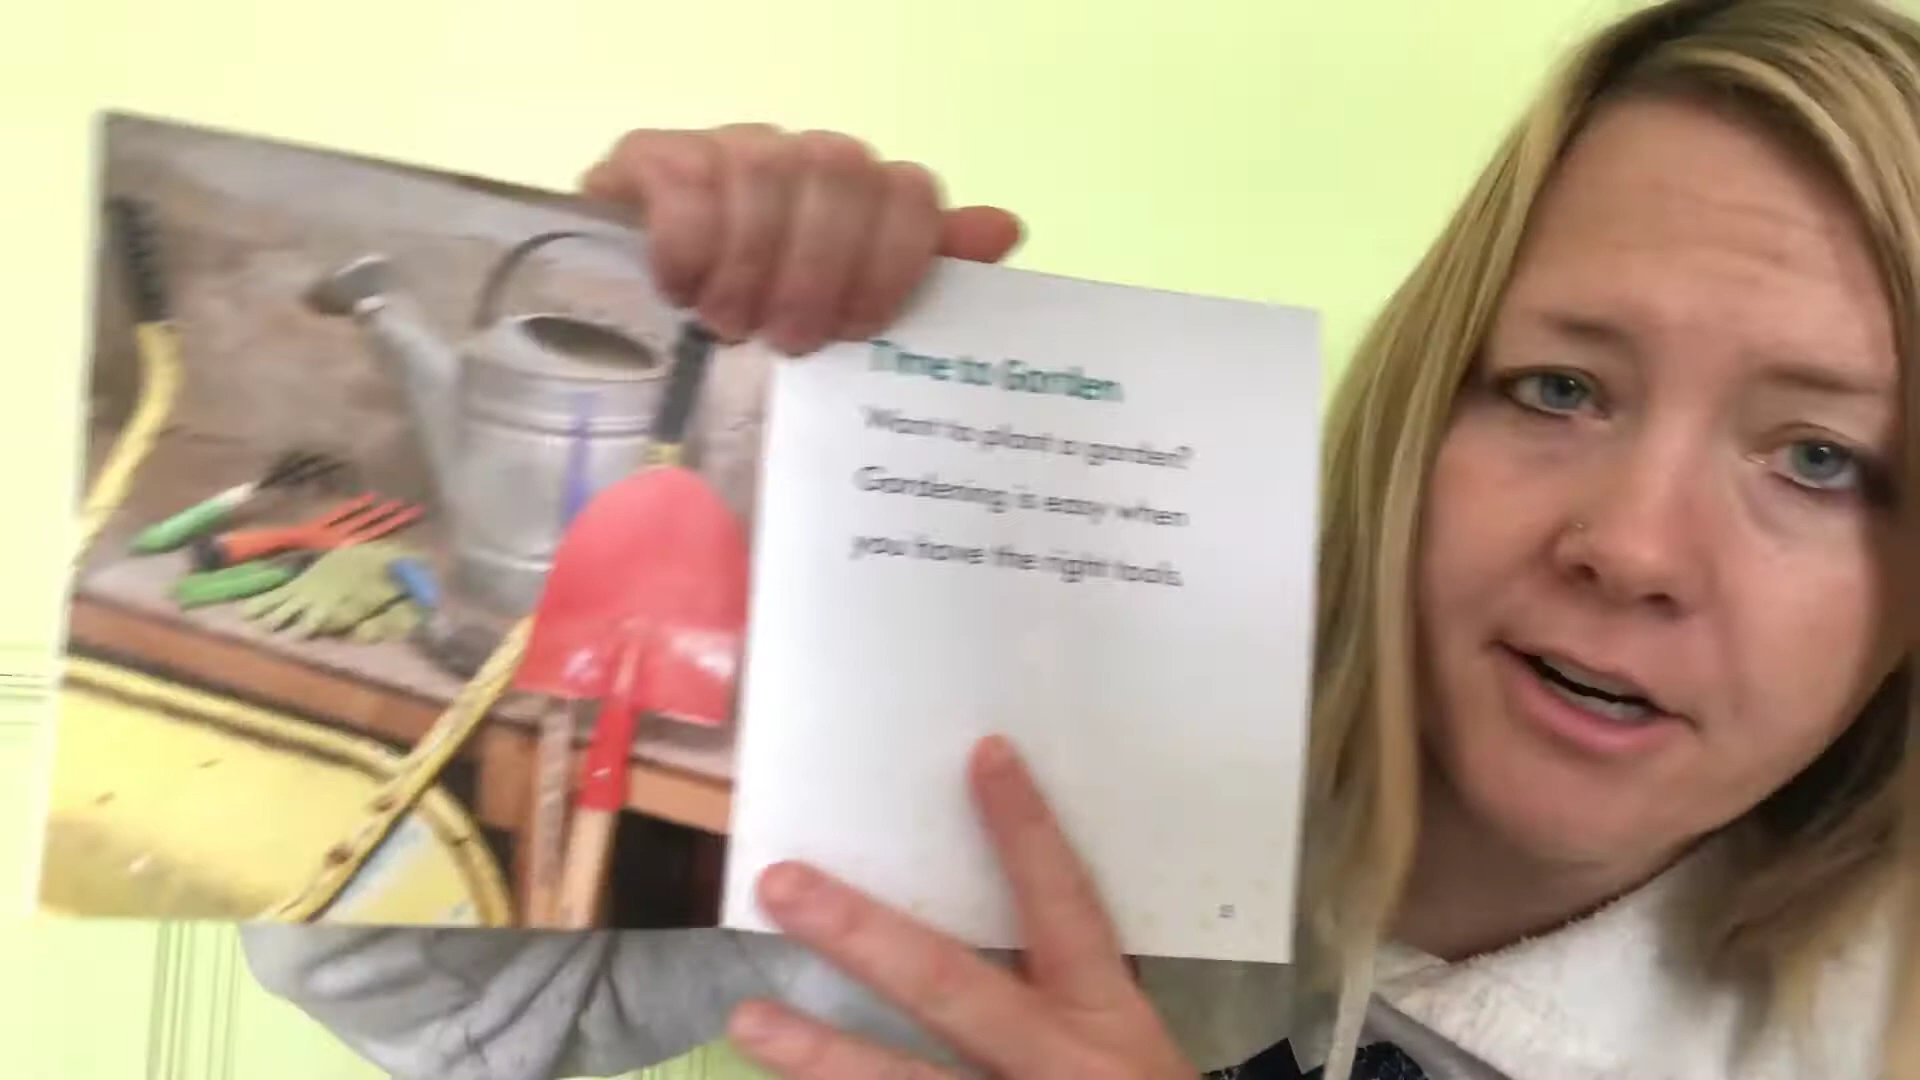 Time to Garden
Want to plant a garden?
Gardening is easy when
you have the right tools.